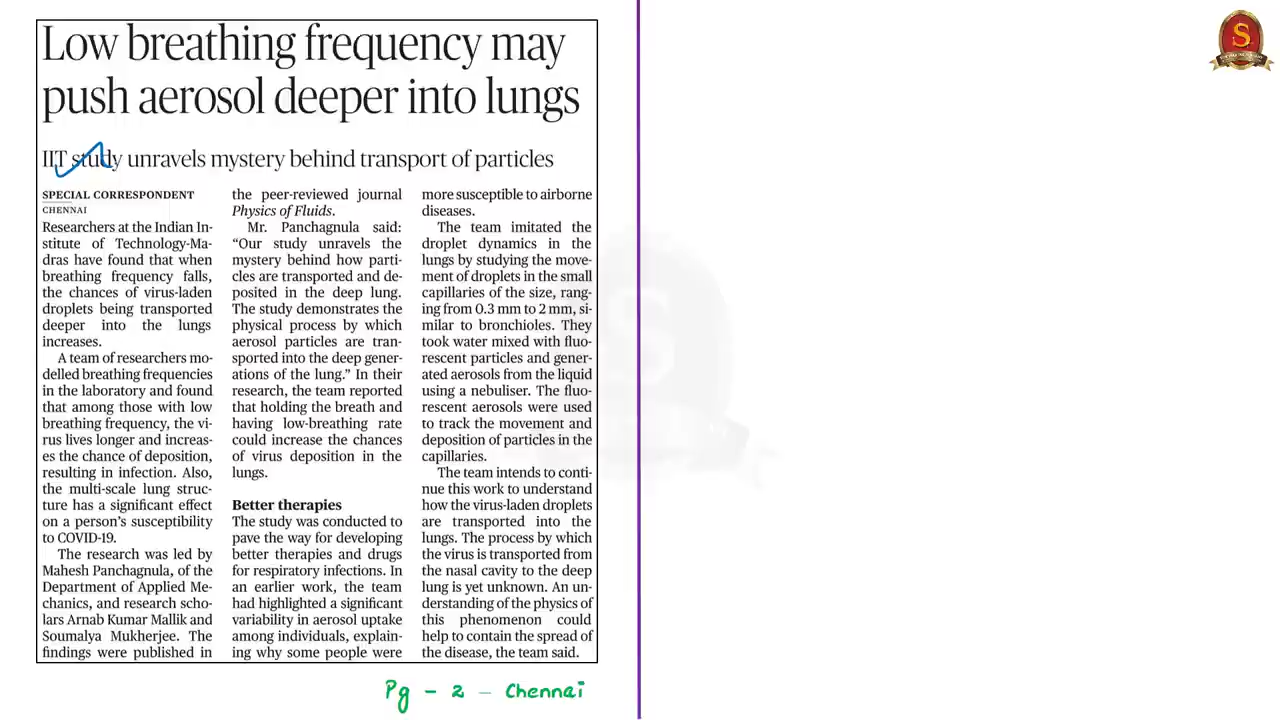 Low breathing frequency may
push aerosol deeper into lungs
IIT study unravels mystery behind transport of particles
SPECIAL CORRESPONDENT
CHENNAI
Researchers at the Indian In-
stitute of Technology-Ma-
dras have found that when
breathing frequency falls,
the chances of virus-laden
droplets being transported
deeper into the lungs
increases.
A team of researchers mo-
delled breathing frequencies
in the laboratory and found
that among those with low
breathing frequency, the vi-
rus lives longer and increas-
es the chance of deposition,
resulting in infection. Also,
the multi-scale lung struc-
ture has a significant effect
on a person's susceptibility
to COVID-19.
The research was led by
Mahesh Panchagnula, of the
Department of Applied Me-
chanics, and research scho-
lars Arnab Kumar Mallik and
Soumalya Mukherjee. The
findings were published in
the peer-reviewed journal
Physics of Fluids.
Mr. Panchagnula said:
“Our study unravels the
mystery behind how parti-
cles are transported and de-
posited in the deep lung.
The study demonstrates the
physical process by which
aerosol particles are tran-
sported into the deep gener-
ations of the lung.” In their
research, the team reported
that holding the breath and
having low-breathing rate
could increase the chances
of virus deposition in the
lungs.
Better therapies
The study was conducted to
pave the way for developing
better therapies and drugs
for respiratory infections. In
an earlier work, the team
had highlighted a significant
variability in aerosol uptake
among individuals, explain-
ing why some people were
more susceptible to airborne
diseases.
The team imitated the
droplet dynamics in the
lungs by studying the move-
ment of droplets in the small
capillaries of the size, rang-
ing from 0.3 mm to 2 mm, si-
milar to bronchioles. They
took water mixed with fluo-
rescent particles and gener-
ated aerosols from the liquid
using a nebuliser. The fluo-
rescent aerosols were used
to track the movement and
deposition of particles in the
capillaries.
The team intends to conti-
nue this work to understand
how the virus-laden droplets
are transported into the
lungs. The process by which
the virus is transported from
the nasal cavity to the deep
lung is yet unknown. An un-
derstanding of the physics of
this phenomenon could
help to contain the spread of
the disease, the team said.
Pg - 2 - Chennai
S